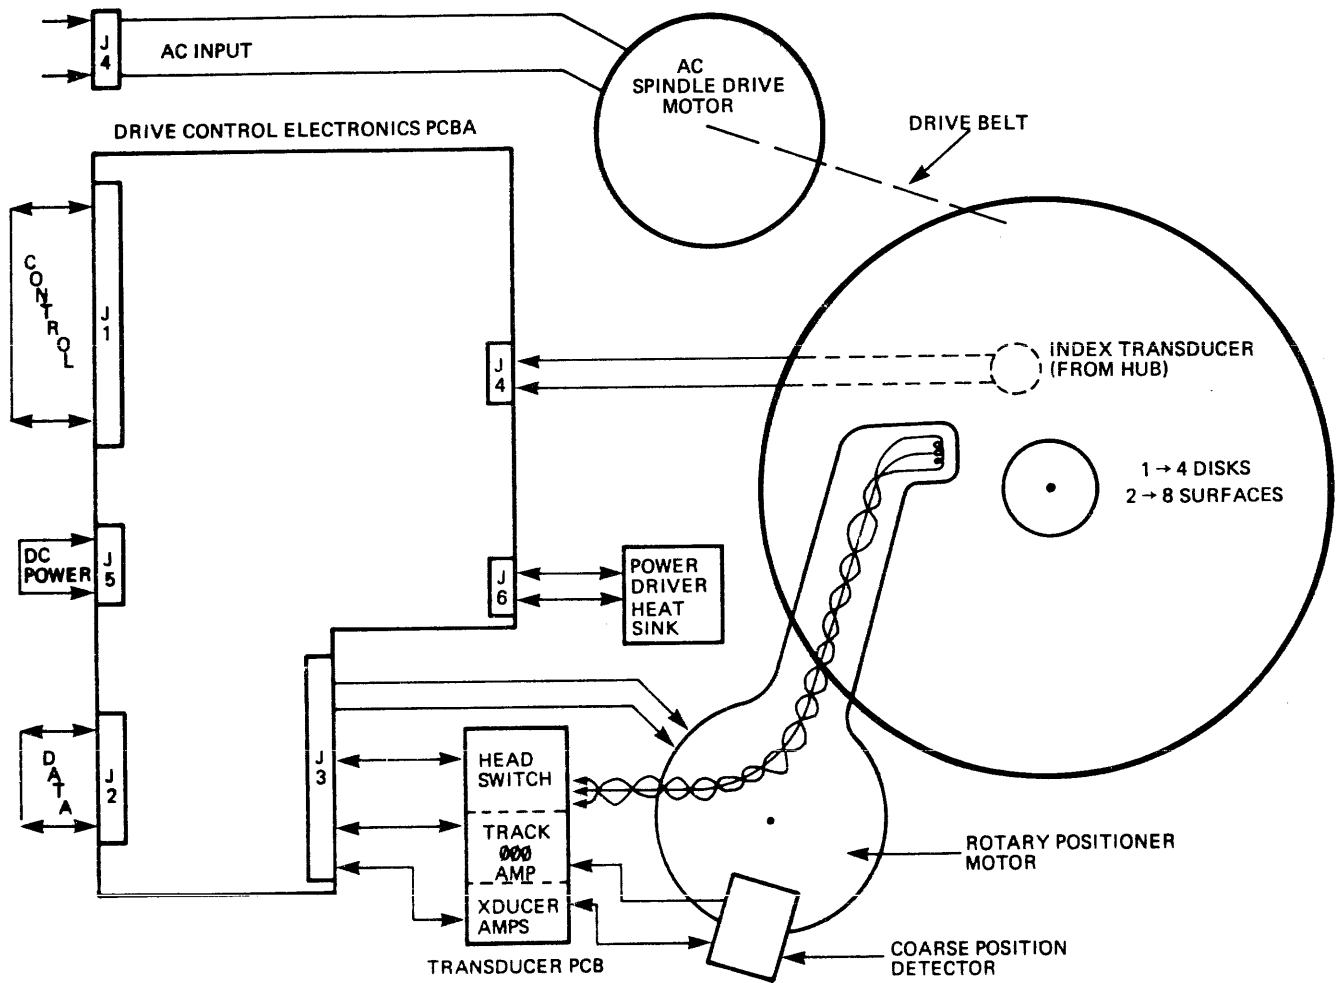 J
4
AC INPUT
AC
SPINDLE DRIVE
MOTOR
DRIVE BELT
DRIVE CONTROL ELECTRONICS PCBA
CONTROL
J
1
J
4
INDEX TRANSDUCER
(FROM HUB)
1→4 DISKS
2→8 SURFACES
DC
POWER
J
5
J
6
POWER
DRIVER
HEAT
SINK
DATA
J
2
J
3
HEAD
SWITCH
TRACK
000
AMP
XDUCER
AMPS
TRANSDUCER PCB
ROTARY POSITIONER
MOTOR
COARSE POSITION
DETECTOR